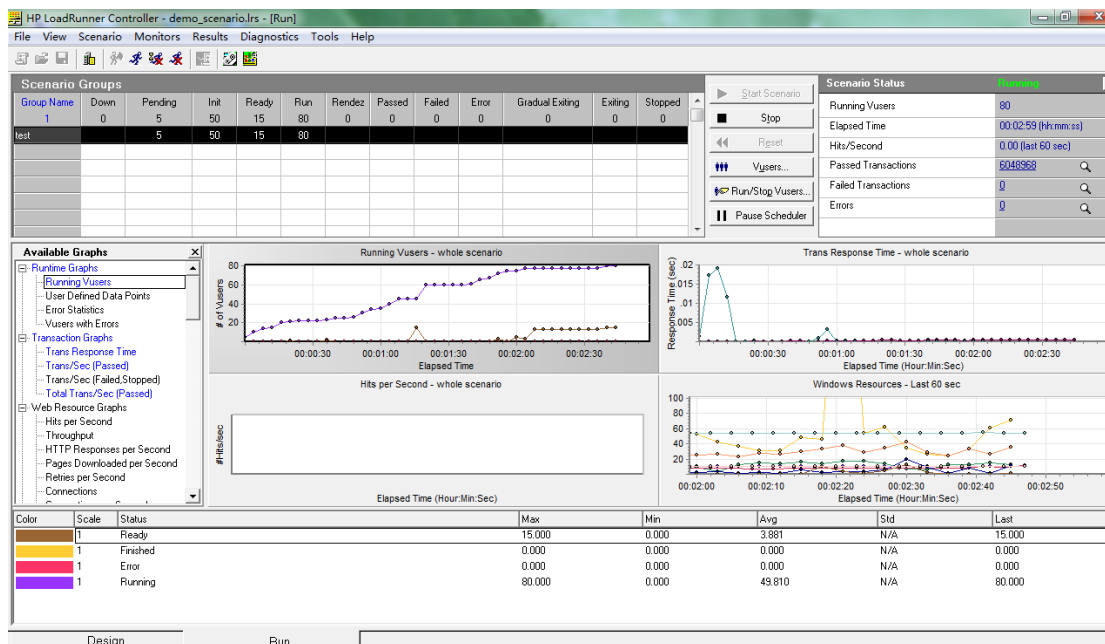 HP LoadRunner Controller - demo_scenario.lrs - [Run]
File View Scenario Monitors Results Diagnostics Tools Help
Scenario Groups
Group Name Down Pending Init Ready Run Rendez Passed Failed Error Gradual Exiting Exiting Stopped
1 0 5 50 15 80 0 0 0 0 0 0 0
test 5 50 15 80
Start Scenario
Stop
Reset
Vusers...
Run/Stop Vusers...
Pause Scheduler
Scenario Status Running
Running Vusers 80
Elapsed Time 00:02:59 (hh:mm:ss)
Hits/Second 0.00 (last 60 sec)
Passed Transactions 6048968
Failed Transactions 0
Errors 0
Available Graphs
Runtime Graphs
Running Vusers
User Defined Data Points
Error Statistics
Vusers with Errors
Transaction Graphs
Trans Response Time
Trans/Sec (Passed)
Trans/Sec (Failed,Stopped)
Total Trans/Sec (Passed)
Web Resource Graphs
Hits per Second
Throughput
HTTP Responses per Second
Pages Downloaded per Second
Retries per Second
Connections
Running Vusers - whole scenario
# of Vusers
80
60
40
20
00:00:30 00:01:00 00:01:30 00:02:00 00:02:30
Elapsed Time
Trans Response Time - whole scenario
Response Time (sec)
.02
.015
.01
.005
00:00:30 00:01:00 00:01:30 00:02:00 00:02:30
Elapsed Time (Hour:Min:Sec)
Hits per Second - whole scenario
#Hits/sec
Elapsed Time (Hour:Min:Sec)
Windows Resources - Last 60 sec
100
80
60
40
20
00:02:00 00:02:10 00:02:20 00:02:30 00:02:40 00:02:50
Elapsed Time (Hour:Min:Sec)
Color Scale Status Max Min Avg Std Last
1 Ready 15.000 0.000 3.881 N/A 15.000
1 Finished 0.000 0.000 0.000 N/A 0.000
1 Error 0.000 0.000 0.000 N/A 0.000
1 Running 80.000 0.000 49.810 N/A 80.000
Design Run